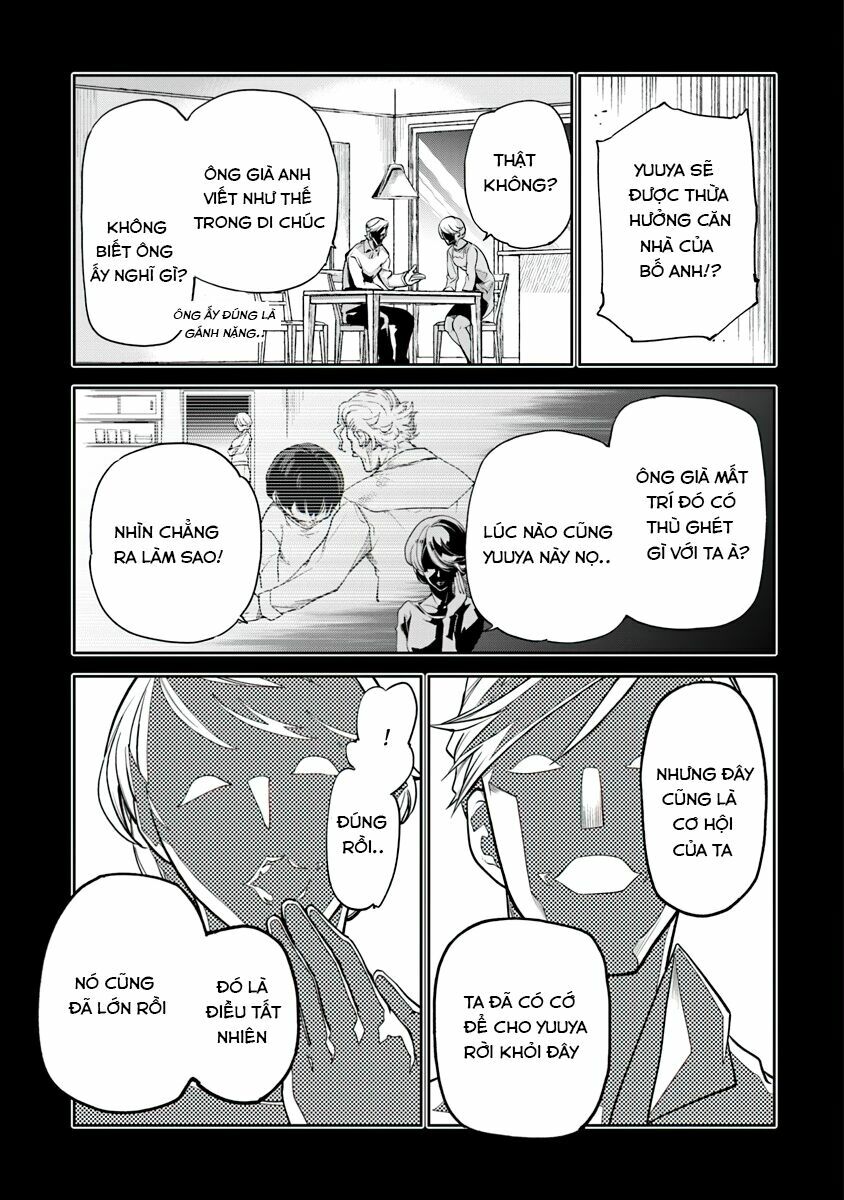 YUUYA SẼ
ĐƯỢC THỪA
HƯỞNG CĂN
NHÀ CỦA
BỐ ANH!?
THẬT
KHÔNG?
ÔNG GIÀ ANH
VIẾT NHƯ THẾ
TRONG DI CHÚC
KHÔNG
BIẾT ÔNG
ẤY NGHĨ GÌ?
ÔNG ẤY ĐÚNG LÀ
GÁNH NẶNG..
ÔNG GIÀ MẤT
TRÍ ĐÓ CÓ
THÙ GHÉT
GÌ VỚI TA À?
LÚC NÀO CŨNG
YUUYA NÀY NỌ..
NHÌN CHẲNG
RA LÀM SAO!
NHƯNG ĐÂY
CŨNG LÀ
CƠ HỘI
CỦA TA
TA ĐÃ CÓ CỚ
ĐỂ CHO YUUYA
RỜI KHỎI ĐÂY
!
ĐÚNG
RỒI..
ĐÓ LÀ
ĐIỀU TẤT
NHIÊN
NÓ CŨNG
ĐÃ LỚN RỒI